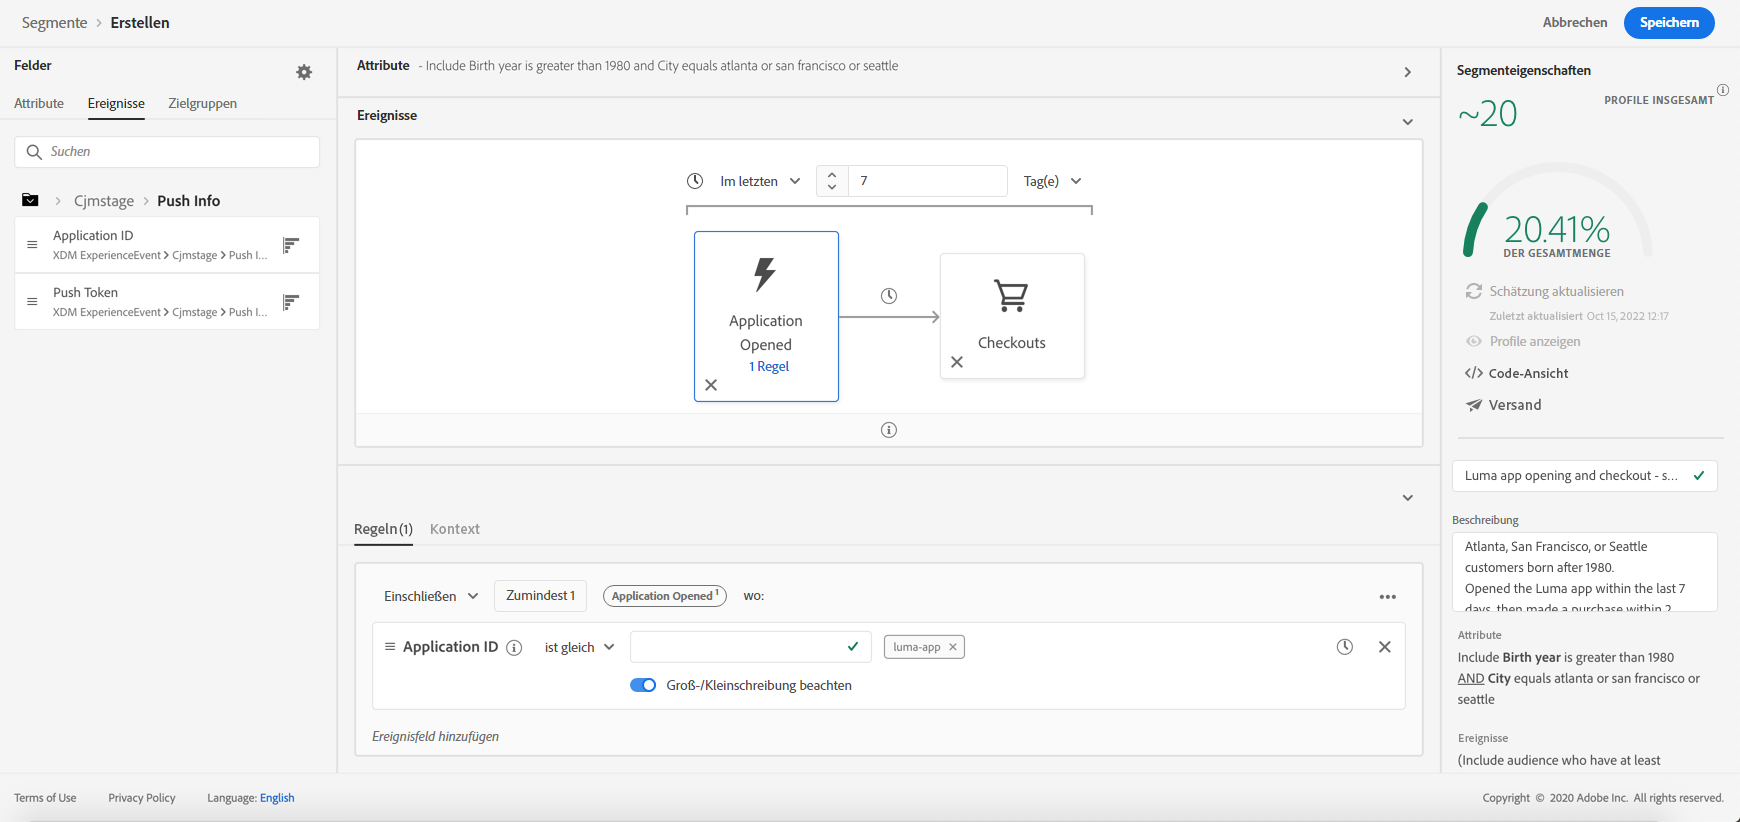 Segmente > Erstellen
Abbrechen
Speichern
Felder
Attribute
Ereignisse
Zielgruppen
Suchen
Cjmstage > Push Info
Application ID
XDM ExperienceEvent > Cjmstage > Push I...
Push Token
XDM ExperienceEvent > Cjmstage > Push I...
Attribute - Include Birth year is greater than 1980 and City equals atlanta or san francisco or seattle
Ereignisse
Im letzten
7
Tag(e)
Application
Opened
1 Regel
Checkouts
Regeln (1)
Kontext
Einschließen
Zumindest 1
Application Opened 1
wo:
Application ID
ist gleich
luma-app
Groß-/Kleinschreibung beachten
Ereignisfeld hinzufügen
Segmenteigenschaften
~20
PROFILE INSGESAMT
20.41%
DER GESAMTMENGE
Schätzung aktualisieren
Zuletzt aktualisiert Oct 15, 2022 12:17
Profile anzeigen
</> Code-Ansicht
Versand
Luma app opening and checkout - s...
Beschreibung
Atlanta, San Francisco, or Seattle
customers born after 1980.
Opened the Luma app within the last 7
days, then made a purchase within 2
Attribute
Include Birth year is greater than 1980
AND City equals atlanta or san francisco or
seattle
Ereignisse
(Include audience who have at least
Terms of Use
Privacy Policy
Language: English
Copyright © 2020 Adobe Inc. All rights reserved.